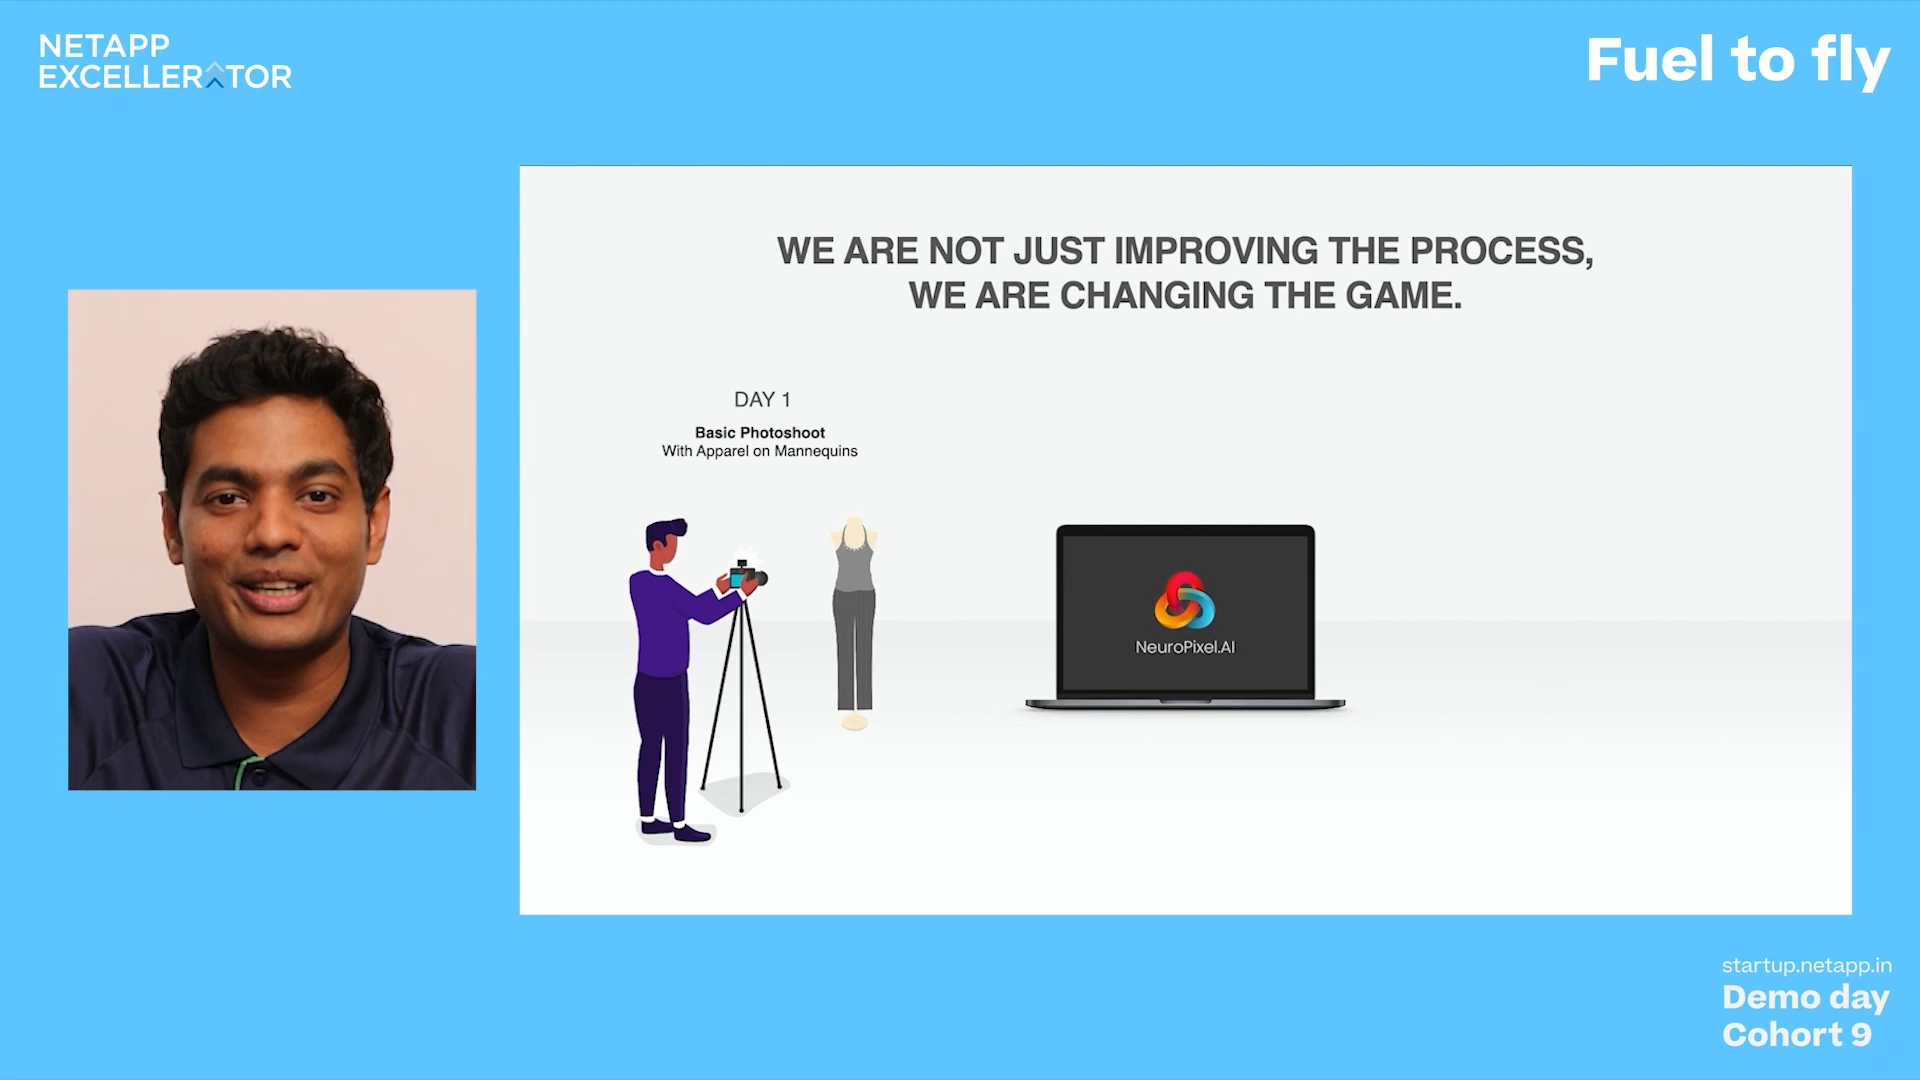 NETAPP
EXCELLERATOR
Fuel to fly
WE ARE NOT JUST IMPROVING THE PROCESS,
WE ARE CHANGING THE GAME.
DAY 1
Basic Photoshoot
With Apparel on Mannequins
NeuroPixel.AI
startup.netapp.in
Demo day
Cohort 9